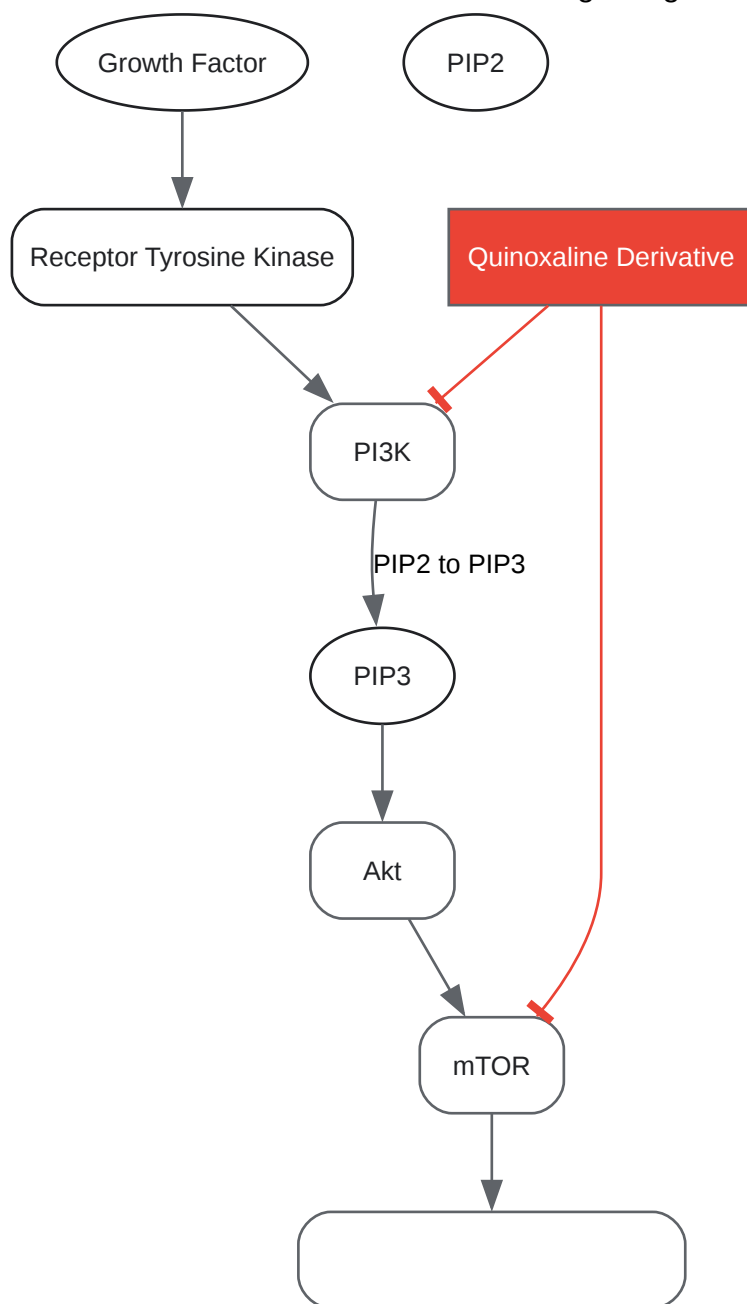 Growth Factor
PIP2
Receptor Tyrosine Kinase
Quinoxaline Derivative
PI3K
PIP2 to PIP3
PIP3
Akt
mTOR